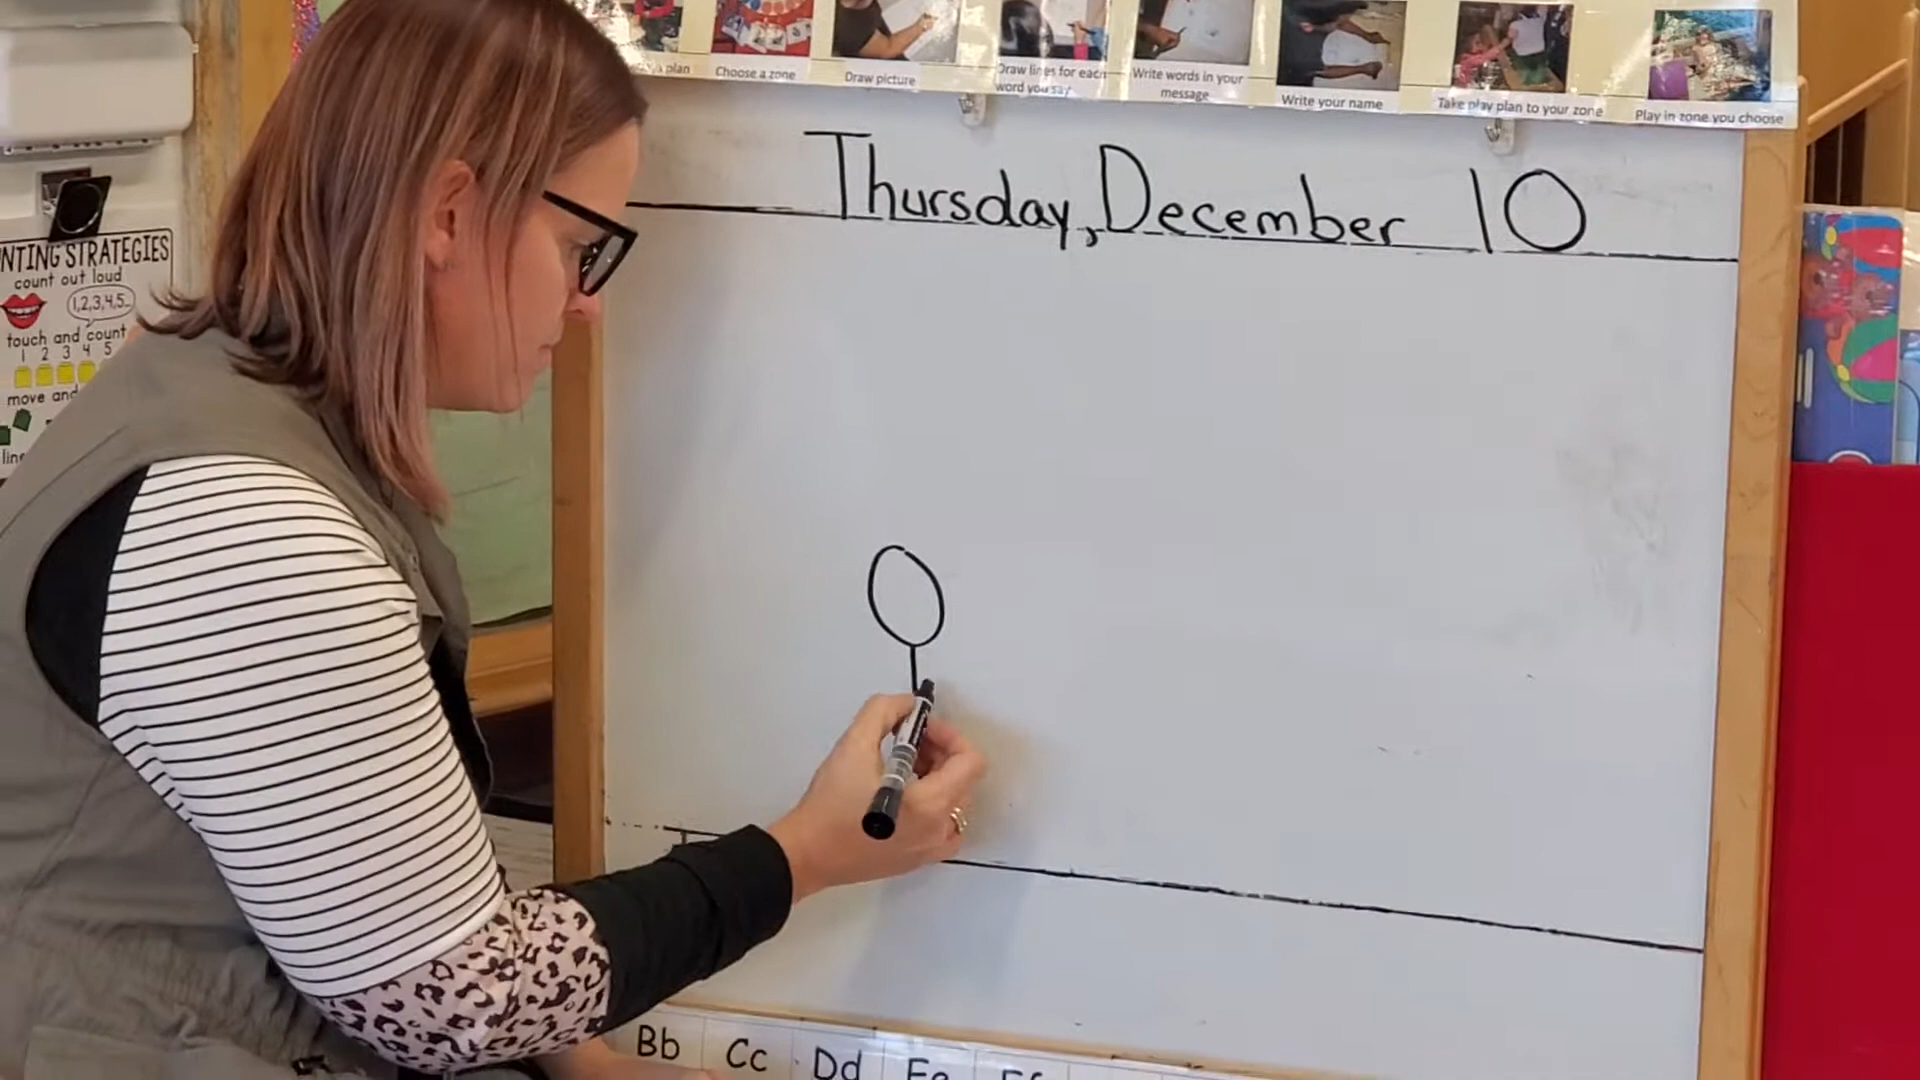 plan
Choose a zone
Draw picture
Draw lines for each
word you say
Write words in your
message
Write your name
Take play plan to your zone
Play in zone you choose
Thursday, December 10
NTING STRATEGIES
count out loud
1,2,3,4,5..
touch and count
1 2 3 4 5
move and
line
Bb Cc Dd Ee Ff